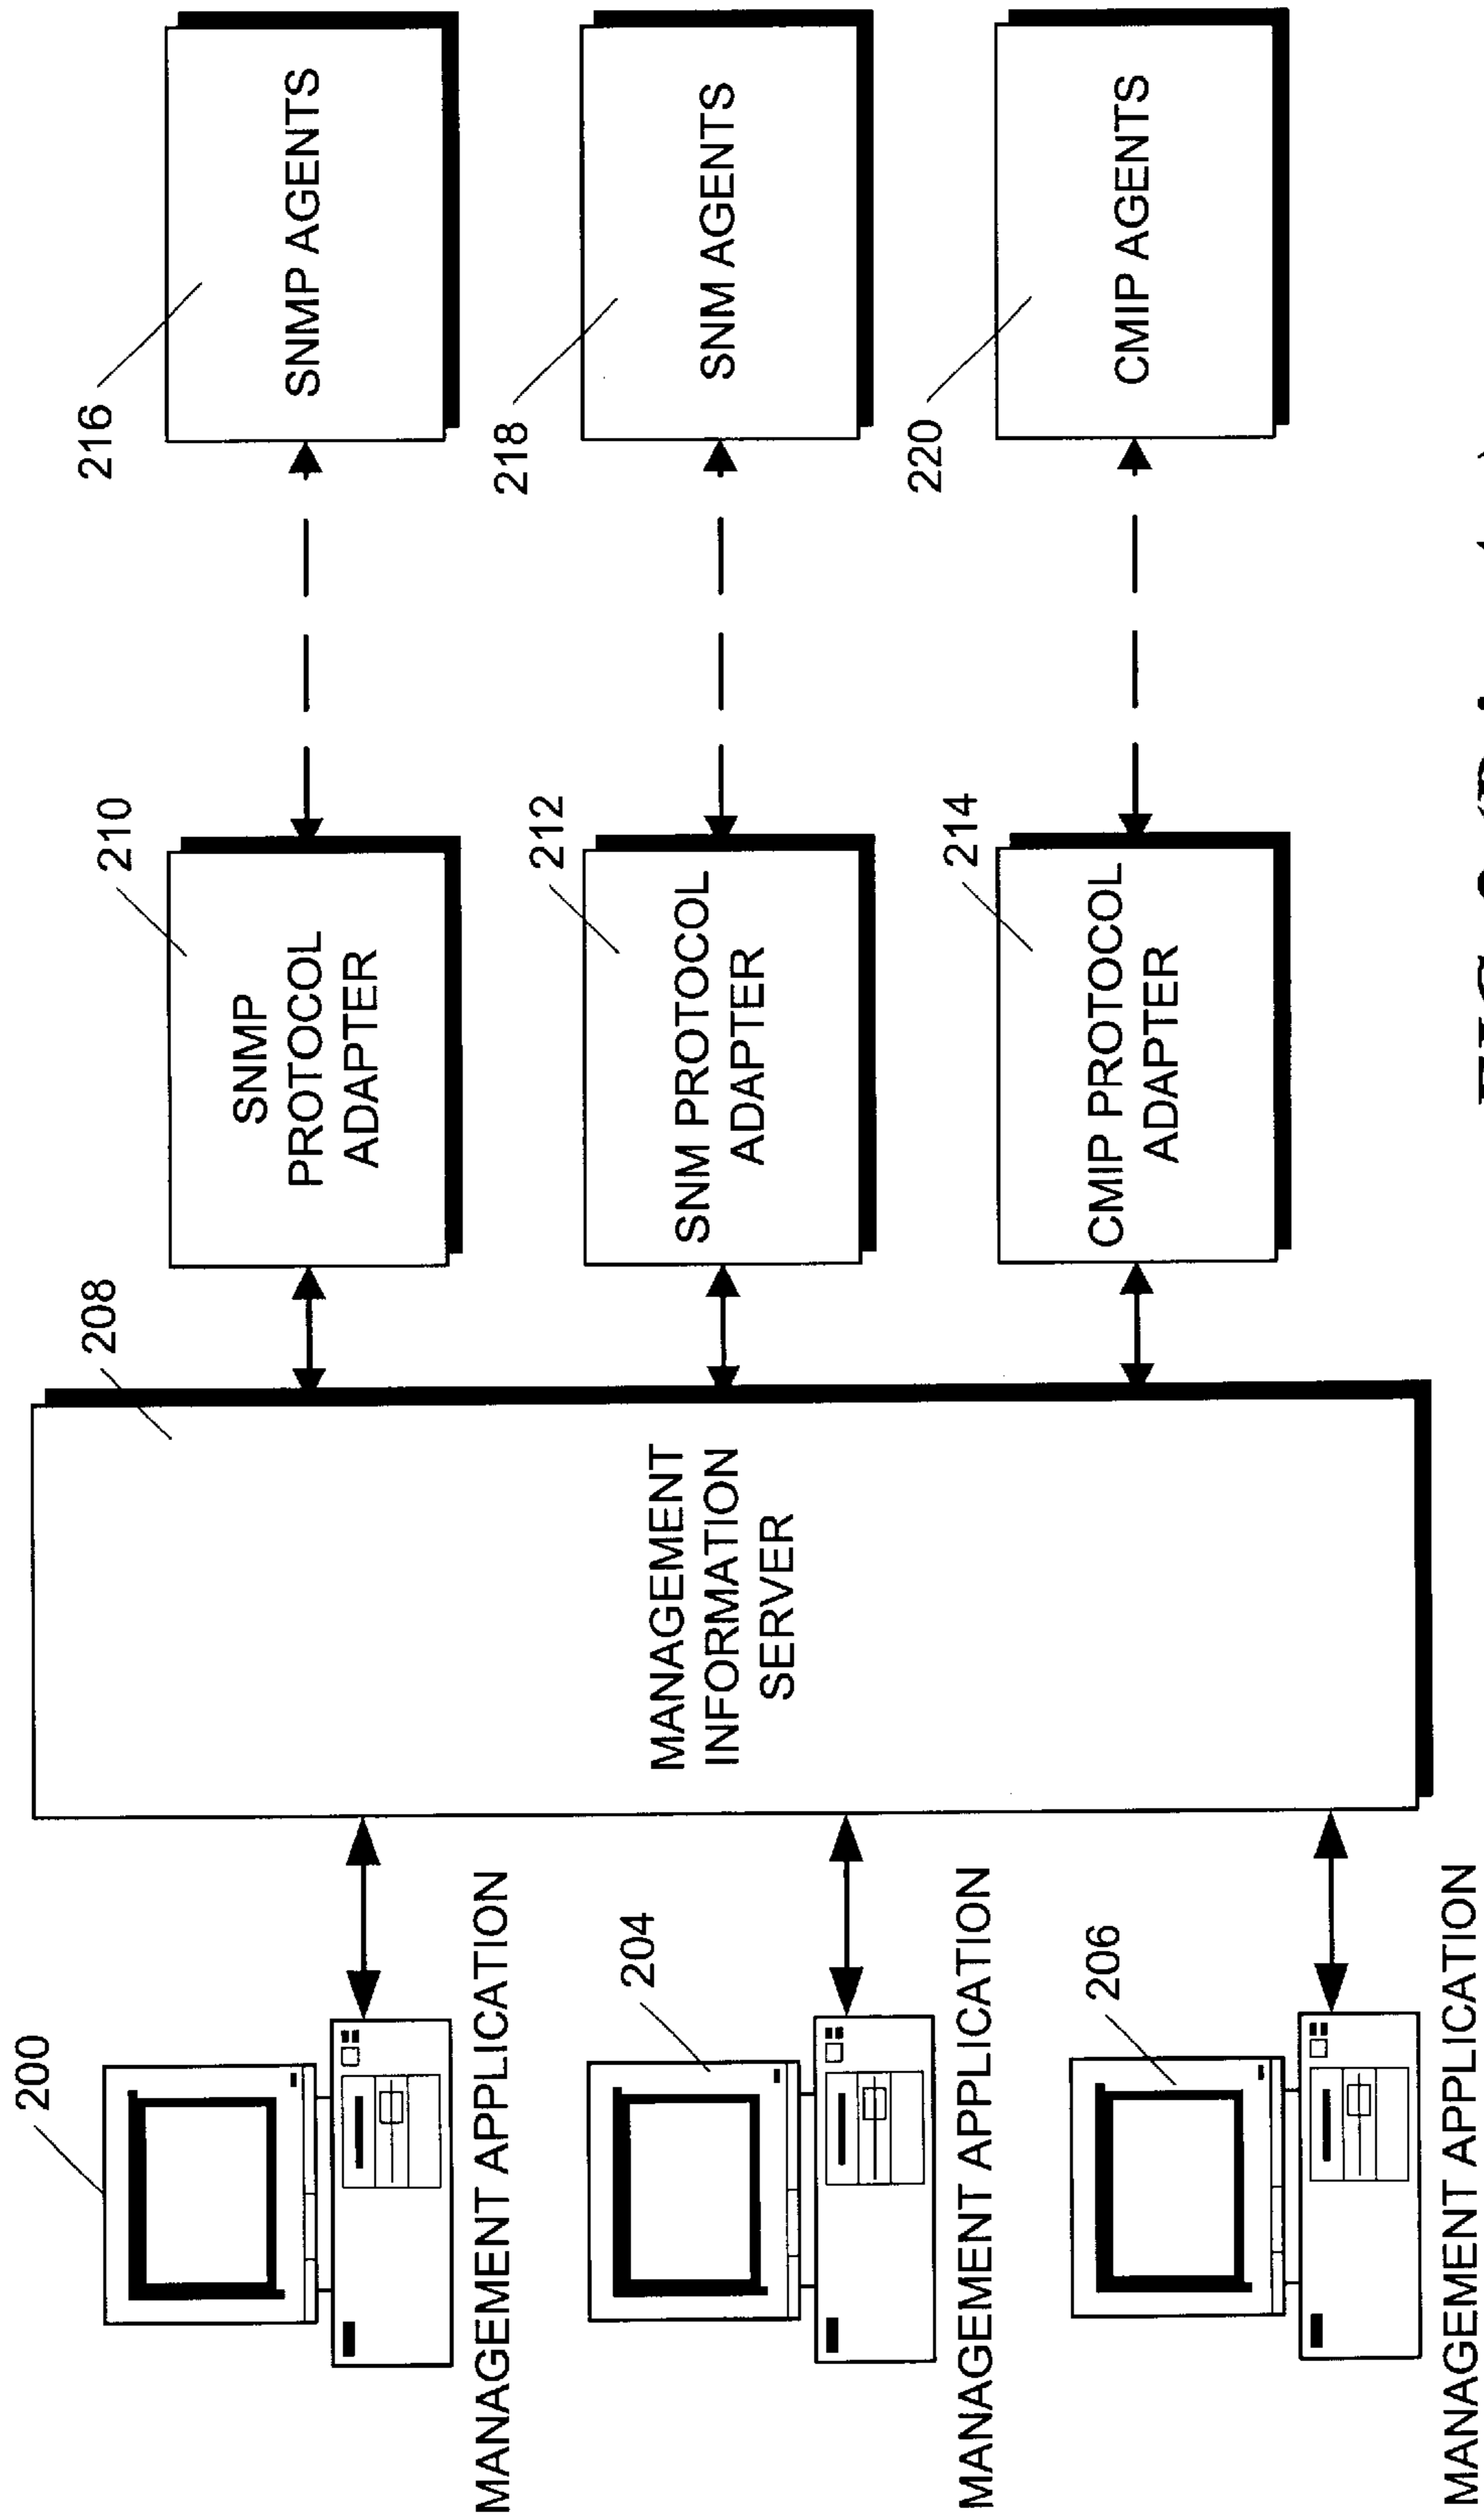 200
MANAGEMENT APPLICATION
204
MANAGEMENT APPLICATION
206
MANAGEMENT APPLICATION
208
MANAGEMENT
INFORMATION
SERVER
210
SNMP
PROTOCOL
ADAPTER
212
SNM PROTOCOL
ADAPTER
214
CMIP PROTOCOL
ADAPTER
216
SNMP AGENTS
218
SNM AGENTS
220
CMIP AGENTS